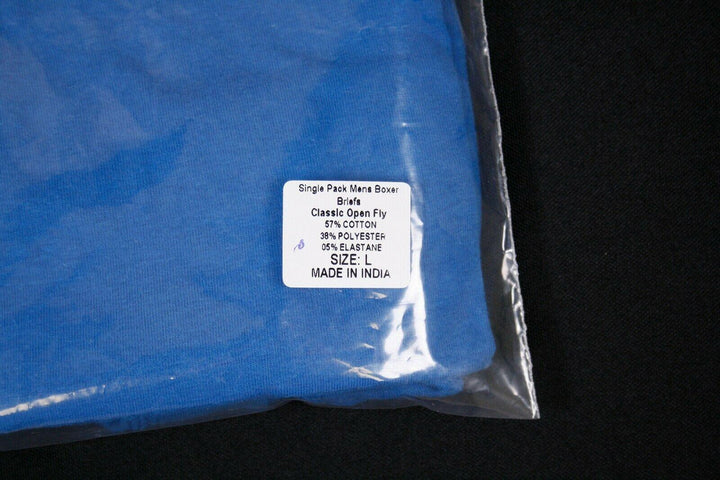 Single Pack Mens Boxer
Briefs
Classic Open Fly
57% COTTON
38% POLYESTER
05% ELASTANE
SIZE: L
MADE IN INDIA